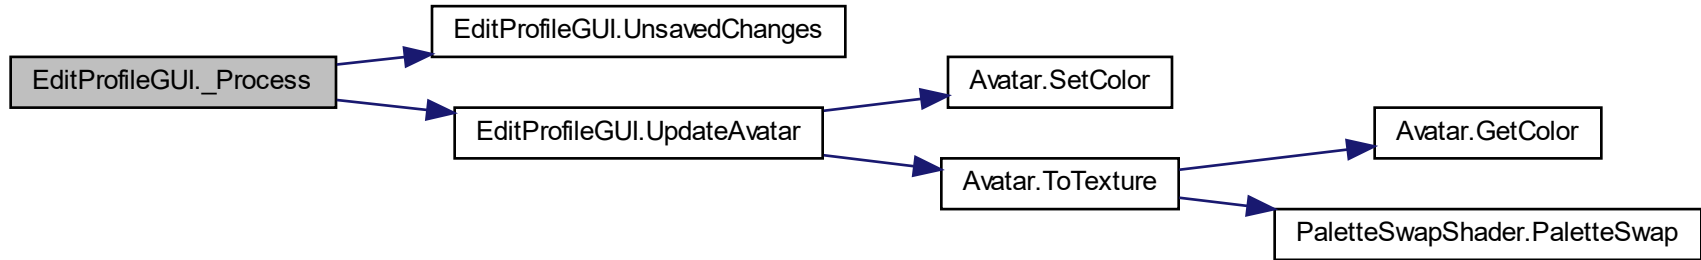 EditProfileGUI.UnsavedChanges
EditProfileGUI._Process
Avatar.SetColor
EditProfileGUI.UpdateAvatar
Avatar.GetColor
Avatar.ToTexture
PaletteSwapShader.PaletteSwap